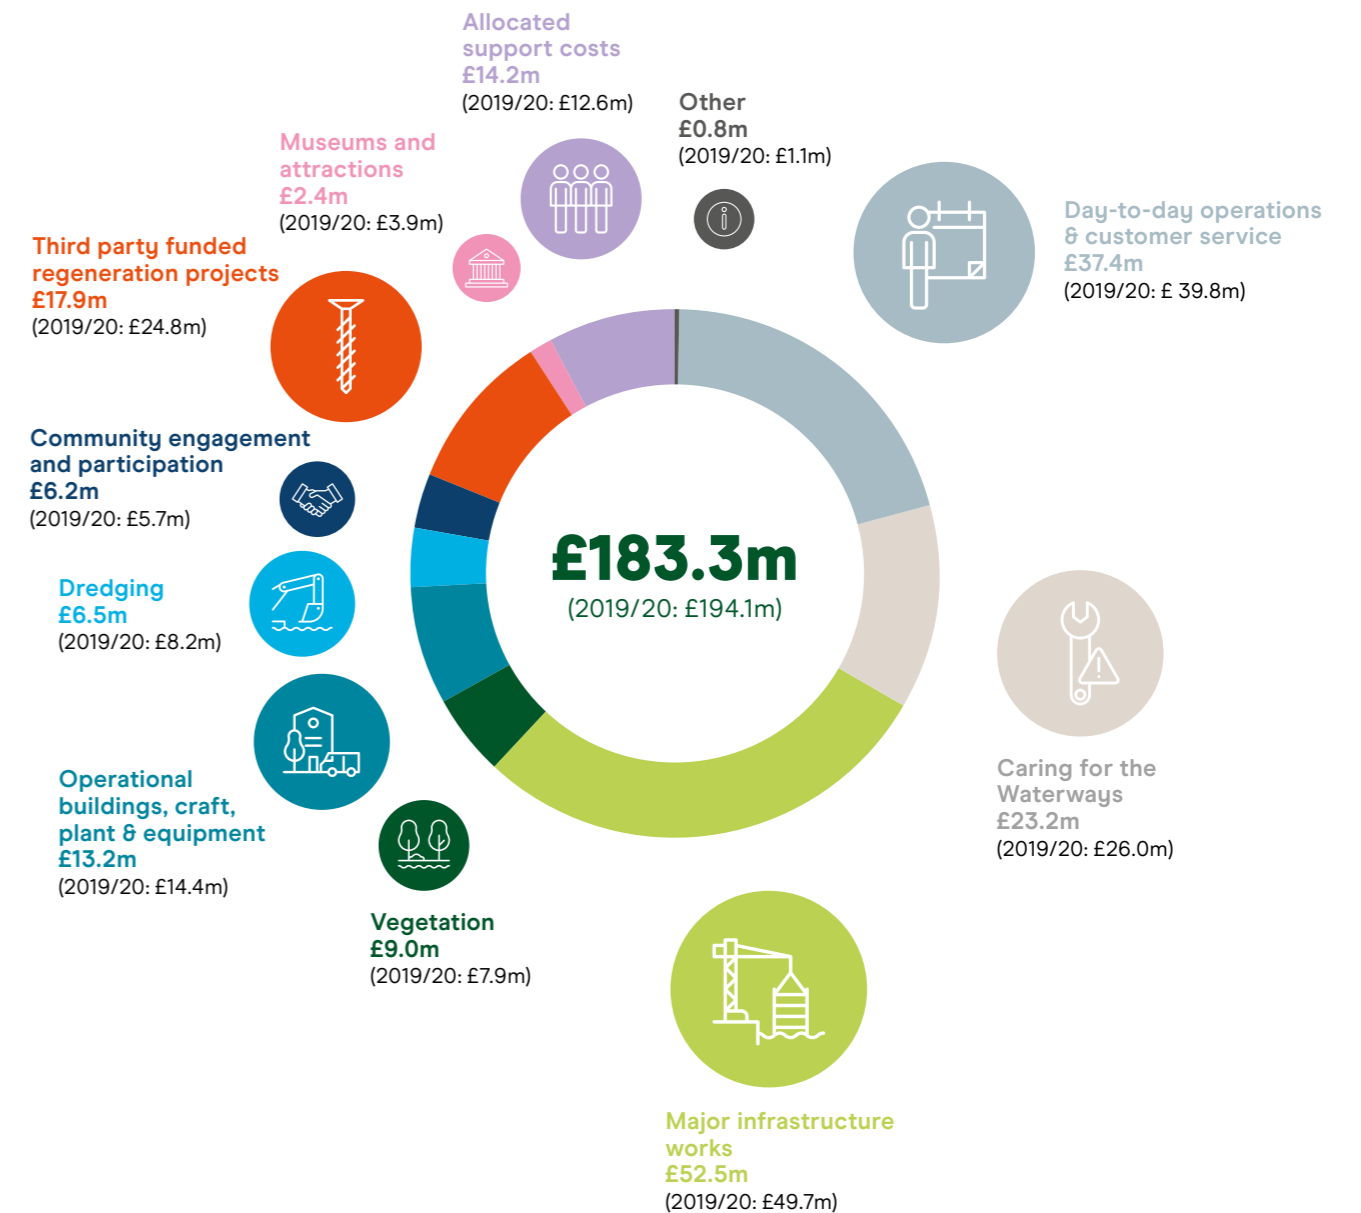 Allocated
support costs
£14.2m
(2019/20: £12.6m)
Other
£0.8m
(2019/20: £1.1m)
Museums and
attractions
£2.4m
(2019/20: £3.9m)
Day-to-day operations
& customer service
£37.4m
(2019/20: £ 39.8m)
Third party funded
regeneration projects
£17.9m
(2019/20: £24.8m)
Community engagement
and participation
£6.2m
(2019/20: £5.7m)
£183.3m
(2019/20: £194.1m)
Dredging
£6.5m
(2019/20: £8.2m)
Operational
buildings, craft,
plant & equipment
£13.2m
(2019/20: £14.4m)
Caring for the
Waterways
£23.2m
(2019/20: £26.0m)
Vegetation
£9.0m
(2019/20: £7.9m)
Major infrastructure
works
£52.5m
(2019/20: £49.7m)